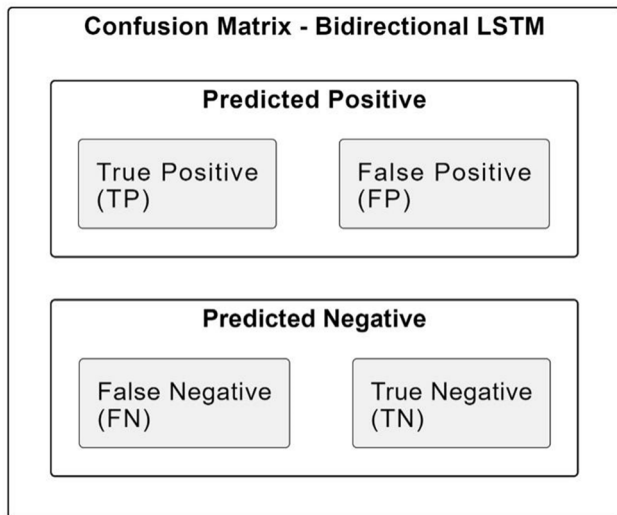 Confusion Matrix - Bidirectional LSTM
Predicted Positive
True Positive
(TP)
False Positive
(FP)
Predicted Negative
False Negative
(FN)
True Negative
(TN)